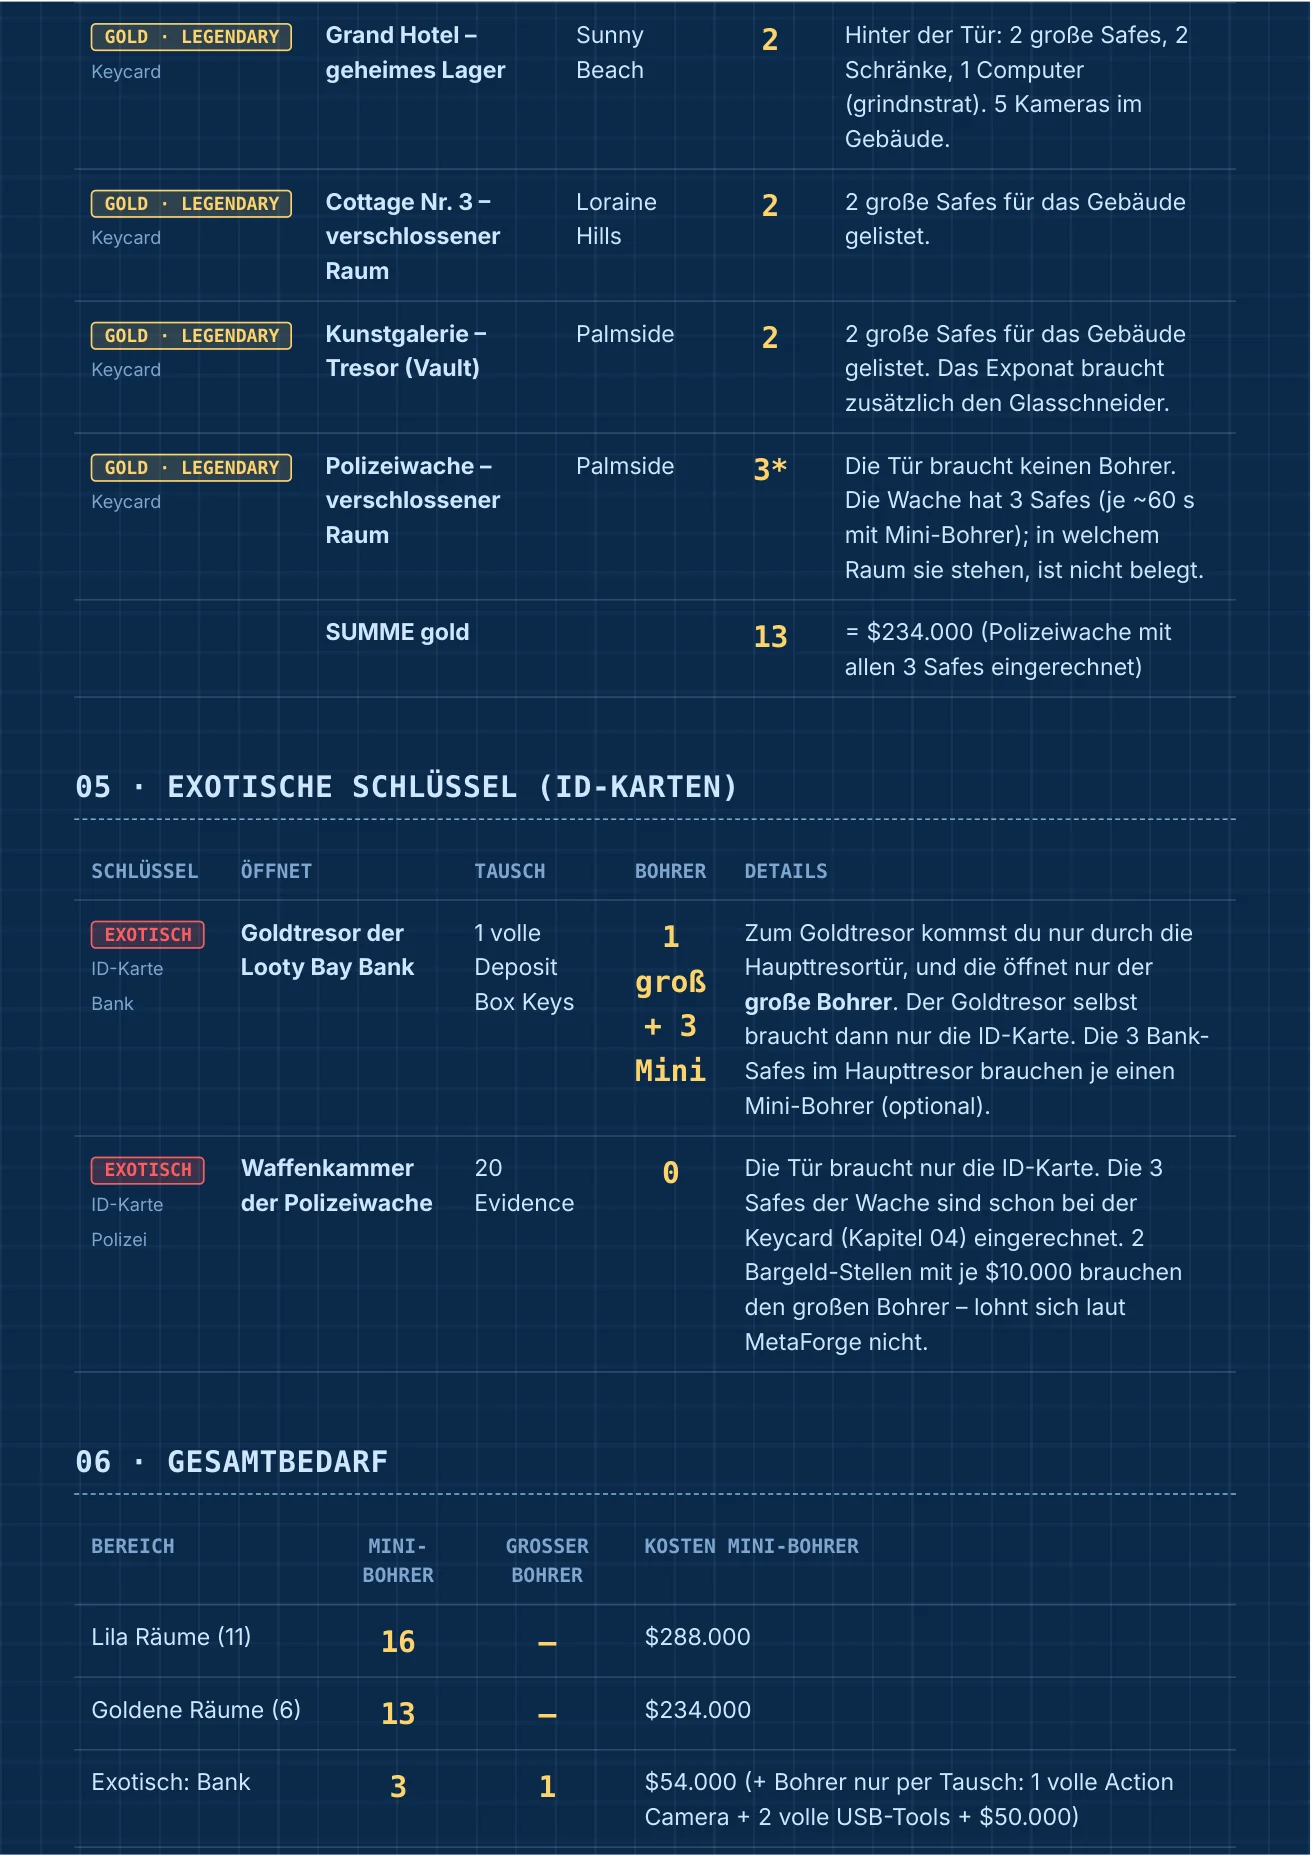 GOLD · LEGENDARY
Keycard
Grand Hotel –
geheimes Lager
Sunny
Beach
2
Hinter der Tür: 2 große Safes, 2
Schränke, 1 Computer
(grindnstrat). 5 Kameras im
Gebäude.
GOLD · LEGENDARY
Keycard
Cottage Nr. 3 –
verschlossener
Raum
Loraine
Hills
2
2 große Safes für das Gebäude
gelistet.
GOLD · LEGENDARY
Keycard
Kunstgalerie –
Tresor (Vault)
Palmside
2
2 große Safes für das Gebäude
gelistet. Das Exponat braucht
zusätzlich den Glasschneider.
GOLD · LEGENDARY
Keycard
Polizeiwache –
verschlossener
Raum
Palmside
3*
Die Tür braucht keinen Bohrer.
Die Wache hat 3 Safes (je ~60 s
mit Mini-Bohrer); in welchem
Raum sie stehen, ist nicht belegt.
SUMME gold
13
= $234.000 (Polizeiwache mit
allen 3 Safes eingerechnet)
05 · EXOTISCHE SCHLÜSSEL (ID-KARTEN)
SCHLÜSSEL ÖFFNET TAUSCH BOHRER DETAILS
EXOTISCH
ID-Karte
Bank
Goldtresor der
Looty Bay Bank
1 volle
Deposit
Box Keys
1
groß
+ 3
Mini
Zum Goldtresor kommst du nur durch die
Haupttresortür, und die öffnet nur der
große Bohrer. Der Goldtresor selbst
braucht dann nur die ID-Karte. Die 3 Bank-
Safes im Haupttresor brauchen je einen
Mini-Bohrer (optional).
EXOTISCH
ID-Karte
Polizei
Waffenkammer
der Polizeiwache
20
Evidence
0
Die Tür braucht nur die ID-Karte. Die 3
Safes der Wache sind schon bei der
Keycard (Kapitel 04) eingerechnet. 2
Bargeld-Stellen mit je $10.000 brauchen
den großen Bohrer – lohnt sich laut
MetaForge nicht.
06 · GESAMTBEDARF
BEREICH
MINI-
BOHRER
GROSSER
BOHRER
KOSTEN MINI-BOHRER
Lila Räume (11) 16 – $288.000
Goldene Räume (6) 13 – $234.000
Exotisch: Bank 3 1 $54.000 (+ Bohrer nur per Tausch: 1 volle Action
Camera + 2 volle USB-Tools + $50.000)